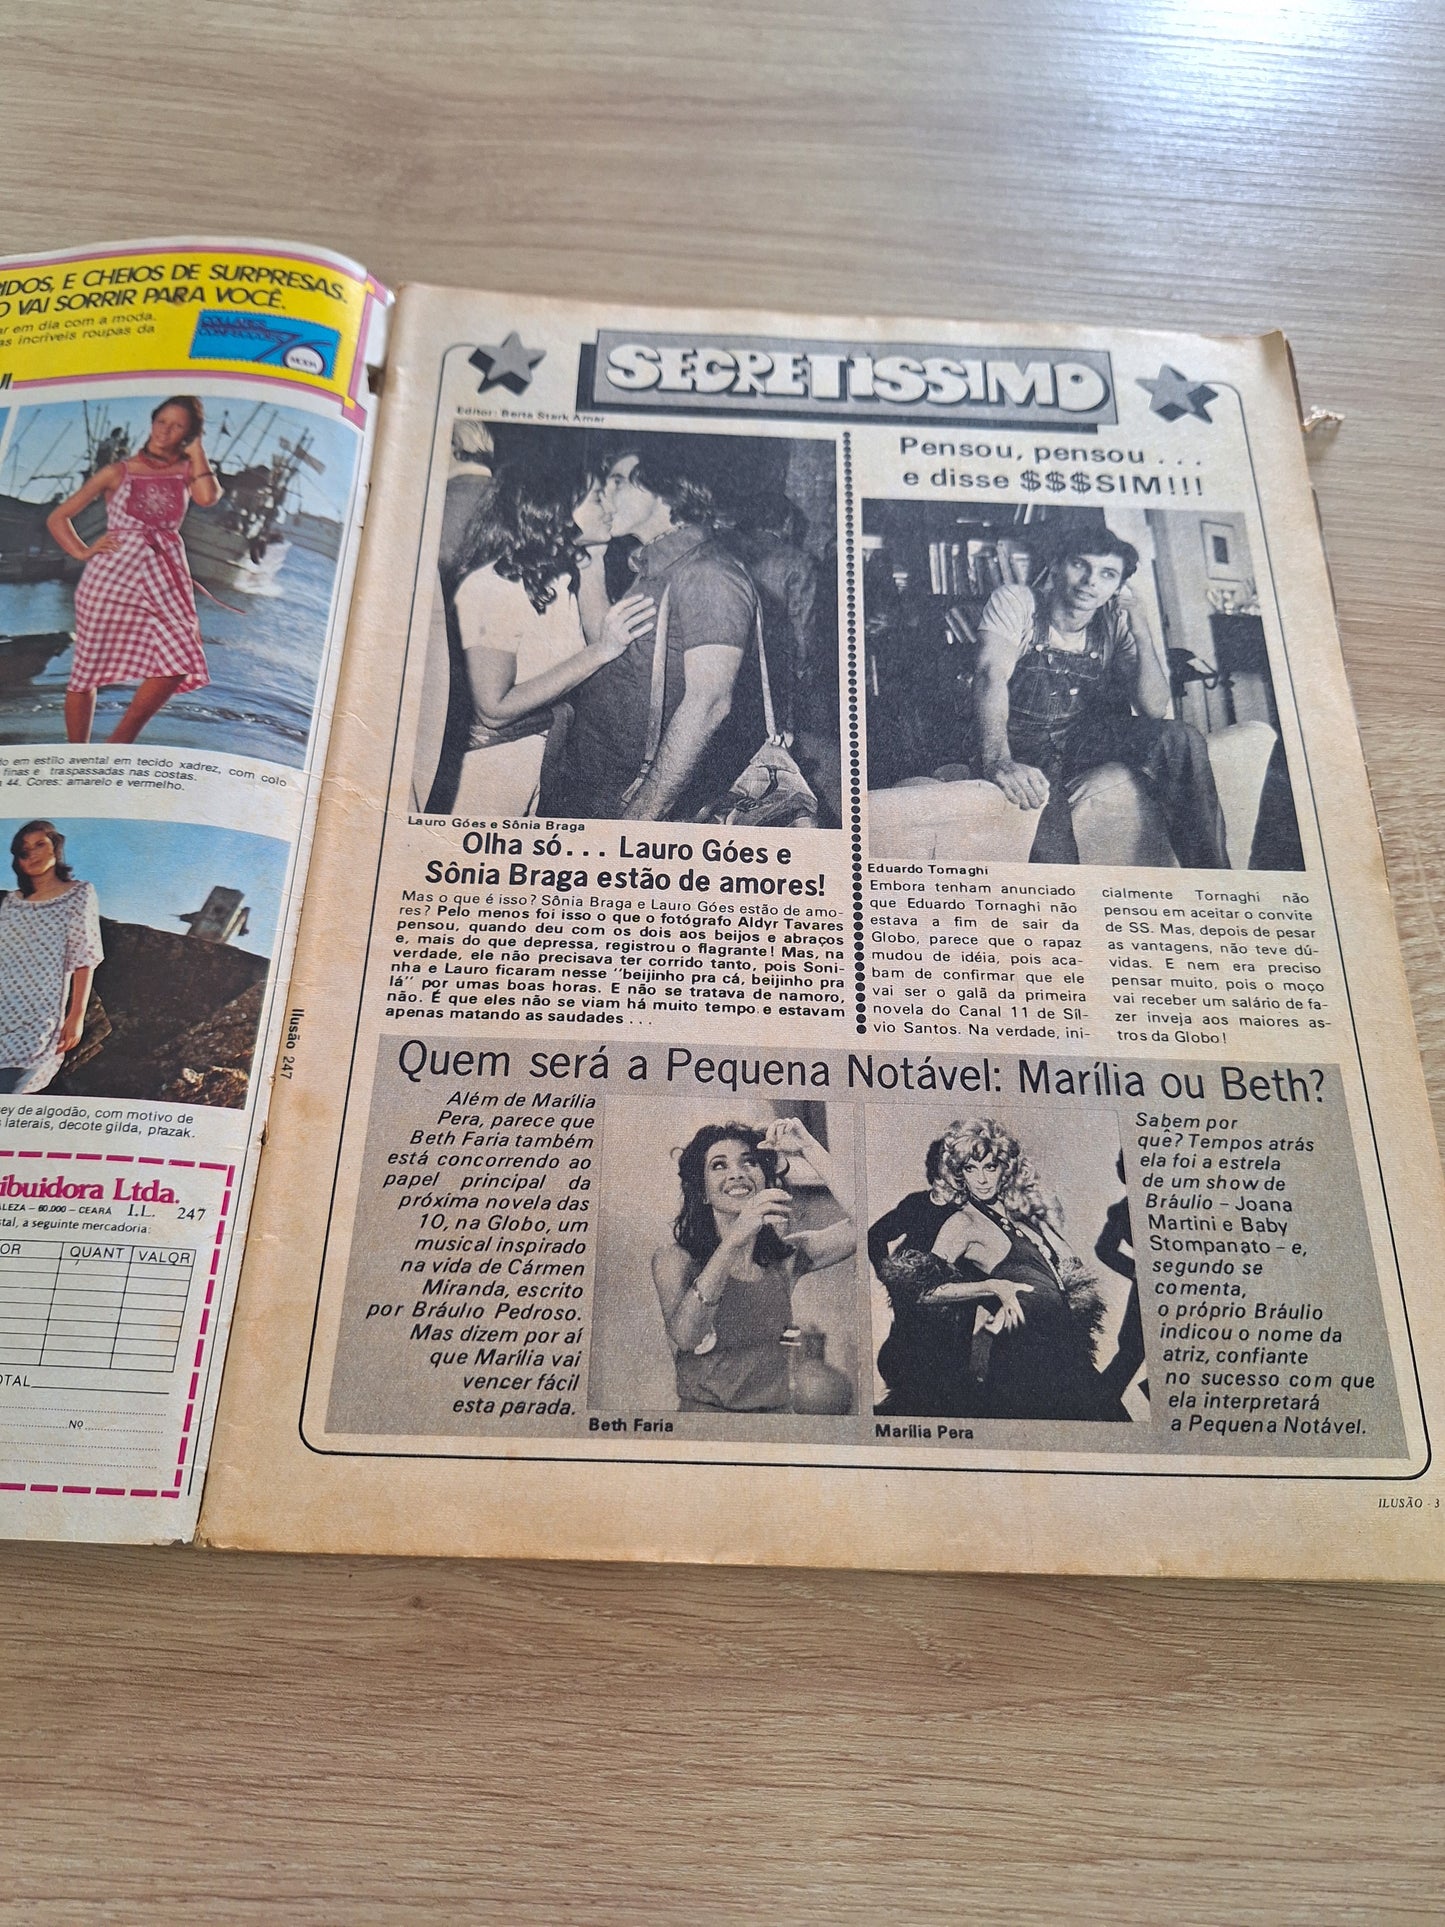 IDOS, E CHEIOS DE SURPRESAS.
O VAI SORRIR PARA VOCÊ.
ar em dia com a moda.
as incríveis roupas da
76
MODA
UI
do em estilo avental em tecido xadrez, com colo
finas e traspassadas nas costas.
44. Cores: amarelo e vermelho.
ey de algodão, com motivo de
laterais, decote gilda, prazak.
ibuidora Ltda.
LEZA - 60.000 - CEARÁ I.L. 247
tal, a seguinte mercadoria:
OR QUANT VALOR
OTAL
Nº
Ilusão 247
SECRETISSIMO
Editor: Berta Sterk Amar
Lauro Góes e Sônia Braga
Olha só... Lauro Góes e
Sônia Braga estão de amores!
Mas o que é isso? Sônia Braga e Lauro Góes estão de amo-
res? Pelo menos foi isso o que o fotógrafo Aldyr Tavares
pensou, quando deu com os dois aos beijos e abraços
e, mais do que depressa, registrou o flagrante! Mas, na
verdade, ele não precisava ter corrido tanto, pois Soni-
nha e Lauro ficaram nesse "beijinho pra cá, beijinho pra
lá" por umas boas horas. E não se tratava de namoro,
não. É que eles não se viam há muito tempo e estavam
apenas matando as saudades...
Pensou, pensou...
e disse $$$SIM!!!
Eduardo Tornaghi
Embora tenham anunciado
que Eduardo Tornaghi não
estava a fim de sair da
Globo, parece que o rapaz
mudou de idéia, pois aca-
bam de confirmar que ele
vai ser o galã da primeira
novela do Canal 11 de Síl-
vio Santos. Na verdade, ini-
cialmente Tornaghi não
pensou em aceitar o convite
de SS. Mas, depois de pesar
as vantagens, não teve dú-
vidas. E nem era preciso
pensar muito, pois o moço
vai receber um salário de fa-
zer inveja aos maiores as-
tros da Globo!
Quem será a Pequena Notável: Marília ou Beth?
Além de Marília
Pera, parece que
Beth Faria também
está concorrendo ao
papel principal da
próxima novela das
10, na Globo, um
musical inspirado
na vida de Cármen
Miranda, escrito
por Bráulio Pedroso.
Mas dizem por aí
que Marília vai
vencer fácil
esta parada.
Beth Faria
Marília Pera
Sabem por
quê? Tempos atrás
ela foi a estrela
de um show de
Bráulio - Joana
Martini e Baby
Stompanato - e,
segundo se
comenta,
o próprio Bráulio
indicou o nome da
atriz, confiante
no sucesso com que
ela interpretará
a Pequena Notável.
ILUSÃO - 3